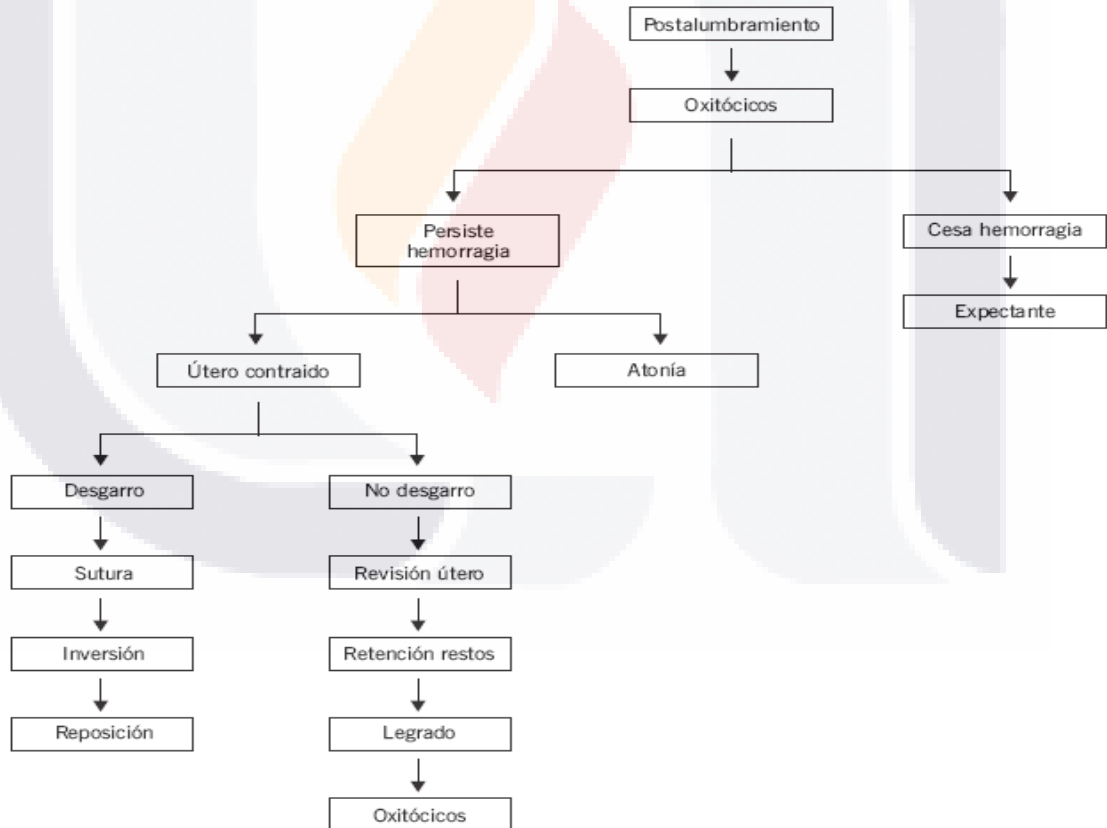 Postalumbramiento
Oxitócicos
Persiste
hemorragia
Cesa hemorragia
Expectante
Útero contraido
Atonía
Desgarro
No desgarro
Sutura
Revisión útero
Inversión
Retención restos
Reposición
Legrado
Oxitócicos